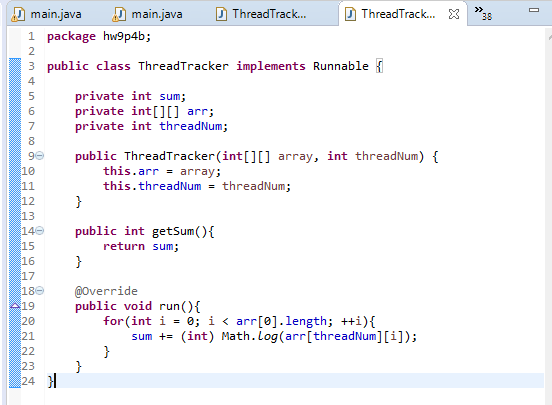 main.java main.java ThreadTrack... ThreadTrack... »38
1 package hw9p4b;
2
3 public class ThreadTracker implements Runnable {
4
5     private int sum;
6     private int[][] arr;
7     private int threadNum;
8
9     public ThreadTracker(int[][] array, int threadNum) {
10         this.arr = array;
11         this.threadNum = threadNum;
12     }
13
14     public int getSum(){
15         return sum;
16     }
17
18     @Override
19     public void run(){
20         for(int i = 0; i < arr[0].length; ++i){
21             sum += (int) Math.log(arr[threadNum][i]);
22         }
23     }
24 }